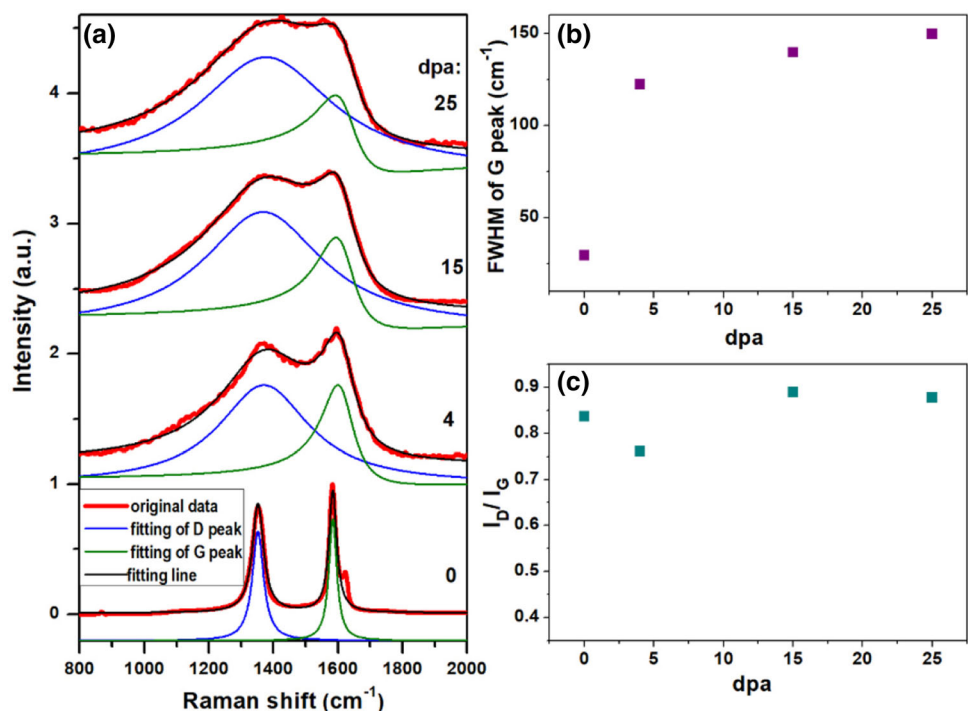 (a)
dpa:
25
15
4
0
original data
fitting of D peak
fitting of G peak
fitting line
4
3
2
1
0
Intensity (a.u.)
800 1000 1200 1400 1600 1800 2000
Raman shift (cm⁻¹)
(b)
150
100
50
FWHM of G peak (cm⁻¹)
0 5 10 15 20 25
dpa
(c)
0.9
0.8
0.7
0.6
0.5
0.4
I_D/ I_G
0 5 10 15 20 25
dpa